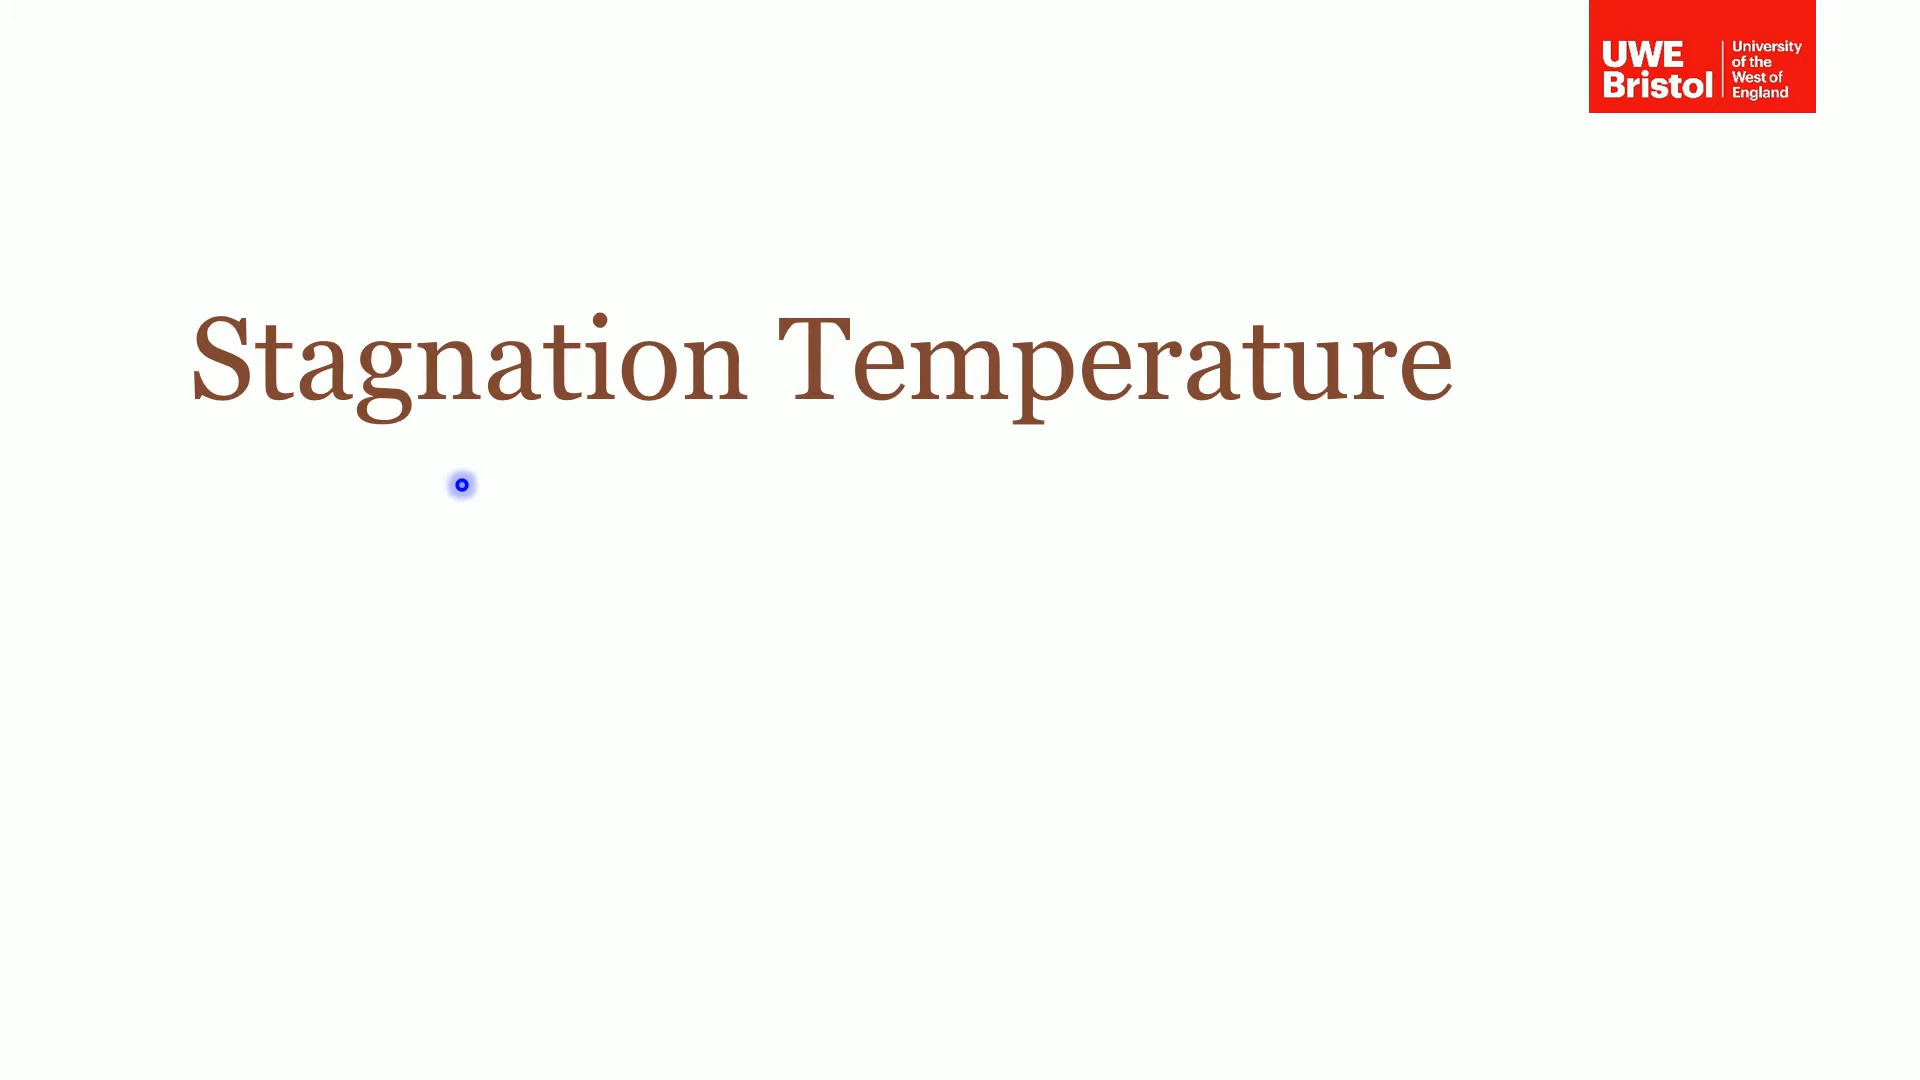 UWE
Bristol
University
of the
West of
England
Stagnation Temperature